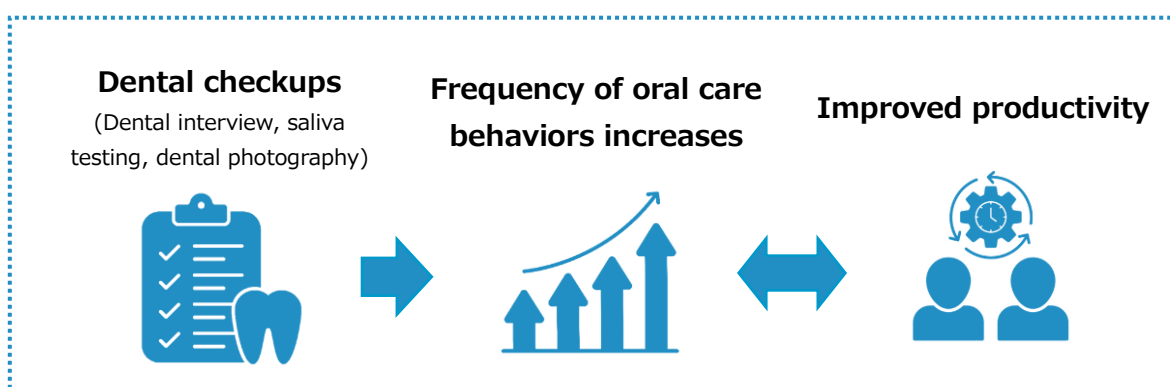 Dental checkups
(Dental interview, saliva
testing, dental photography)
Frequency of oral care
behaviors increases
Improved productivity